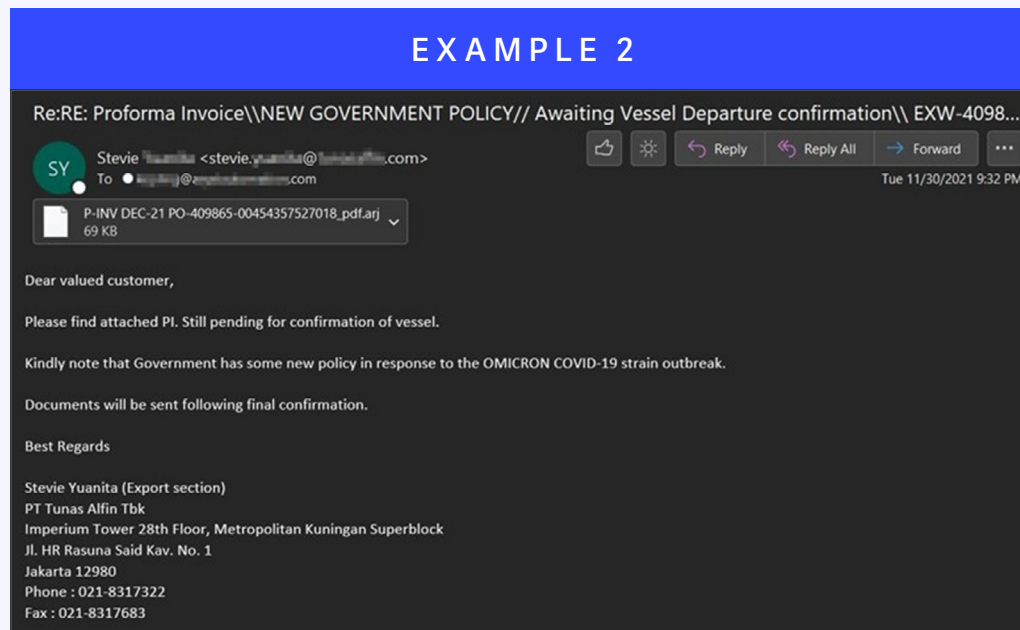 EXAMPLE 2
Re:RE: Proforma Invoice\\NEW GOVERNMENT POLICY// Awaiting Vessel Departure confirmation\\ EXW-4098...
SY
Stevie <stevie. @ .com>
Reply
Reply All
Forward
To @ .com
Tue 11/30/2021 9:32 PM
P-INV DEC-21 PO-409865-00454357527018_pdf.arj
69 KB
Dear valued customer,
Please find attached PI. Still pending for confirmation of vessel.
Kindly note that Government has some new policy in response to the OMICRON COVID-19 strain outbreak.
Documents will be sent following final confirmation.
Best Regards
Stevie Yuanita (Export section)
PT Tunas Alfin Tbk
Imperium Tower 28th Floor, Metropolitan Kuningan Superblock
Jl. HR Rasuna Said Kav. No. 1
Jakarta 12980
Phone : 021-8317322
Fax : 021-8317683